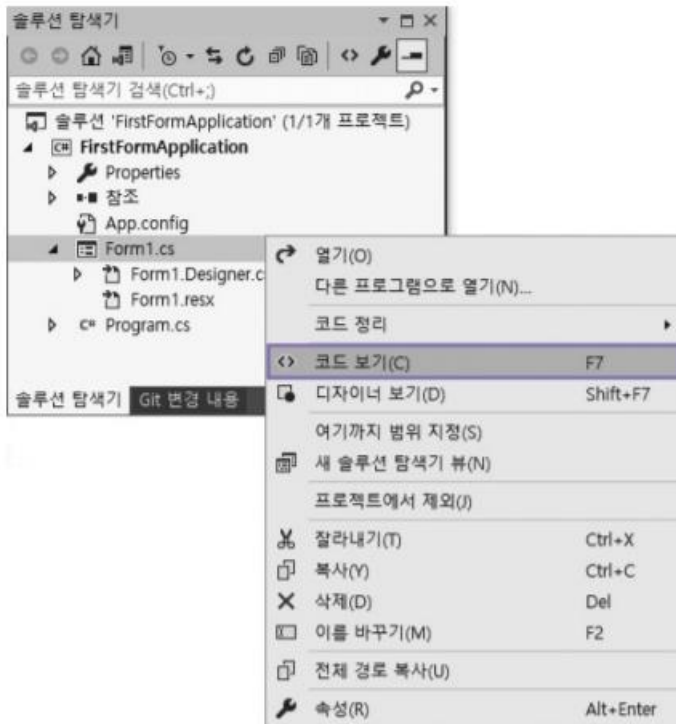 솔루션 탐색기
솔루션 탐색기 검색(Ctrl+;)
솔루션 'FirstFormApplication' (1/1개 프로젝트)
C# FirstFormApplication
Properties
참조
App.config
Form1.cs
Form1.Designer.c
Form1.resx
C# Program.cs
솔루션 탐색기 Git 변경 내용
열기(O)
다른 프로그램으로 열기(N)...
코드 정리
코드 보기(C) F7
디자이너 보기(D) Shift+F7
여기까지 범위 지정(S)
새 솔루션 탐색기 뷰(N)
프로젝트에서 제외(J)
잘라내기(T) Ctrl+X
복사(Y) Ctrl+C
삭제(D) Del
이름 바꾸기(M) F2
전체 경로 복사(U)
속성(R) Alt+Enter